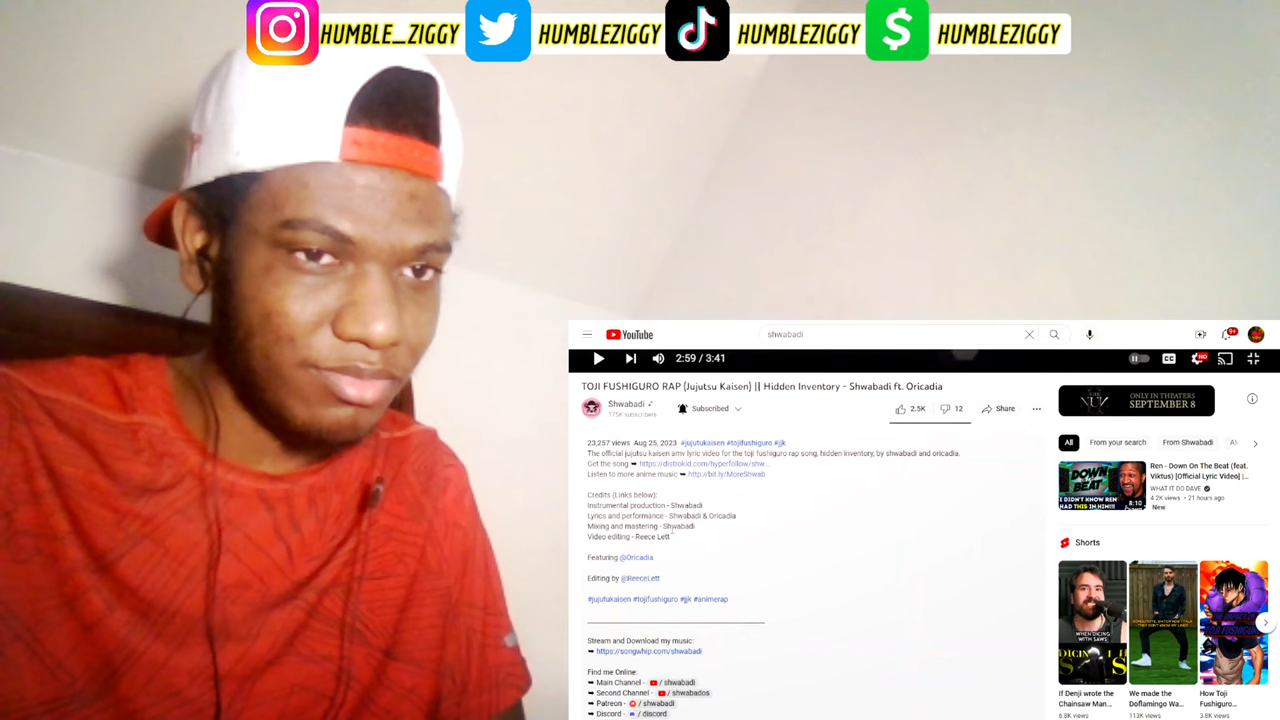 HUMBLE_ZIGGY HUMBLEZIGGY HUMBLEZIGGY $ HUMBLEZIGGY
YouTube shwabadi 9+
2:59 / 3:41 CC HD
TOJI FUSHIGURO RAP (Jujutsu Kaisen) || Hidden Inventory - Shwabadi ft. Oricadia
Shwabadi
175K subscribers
Subscribed
2.5K 12 Share
23,257 views Aug 25, 2023 #jujutukaisen #tojifushiguro #jjk
The official jujutsu kaisen amv lyric video for the toji fushiguro rap song, hidden inventory, by shwabadi and oricadia.
Get the song ➥ https://distrokid.com/hyperfollow/shw...
Listen to more anime music ➥ http://bit.ly/MoreShwab
Credits (Links below):
Instrumental production - Shwabadi
Lyrics and performance - Shwabadi & Oricadia
Mixing and mastering - Shwabadi
Video editing - Reece Lett
Featuring @Oricadia
Editing by @ReeceLett
#jujutukaisen #tojifushiguro #jjk #animerap
Stream and Download my music:
➥ https://songwhip.com/shwabadi
Find me Online:
➥ Main Channel - / shwabadi
➥ Second Channel - / shwabados
➥ Patreon - / shwabadi
➥ Discord - / discord
ONLY IN THEATERS
SEPTEMBER 8
All From your search From Shwabadi
DOWN
BEAT
I DIDN'T KNOW REN
HAD THIS IN HIM!!!
8:10
Ren - Down On The Beat (feat.
Viktus) [Official Lyric Video] |...
WHAT IT DO DAVE
4.2K views • 21 hours ago
New
Shorts
WHEN DICING
WITH SAWS
If Denji wrote the
Chainsaw Man...
6.8K views
We made the
Doflamingo Wa...
113K views
How Toji
Fushiguro...
3.8K views